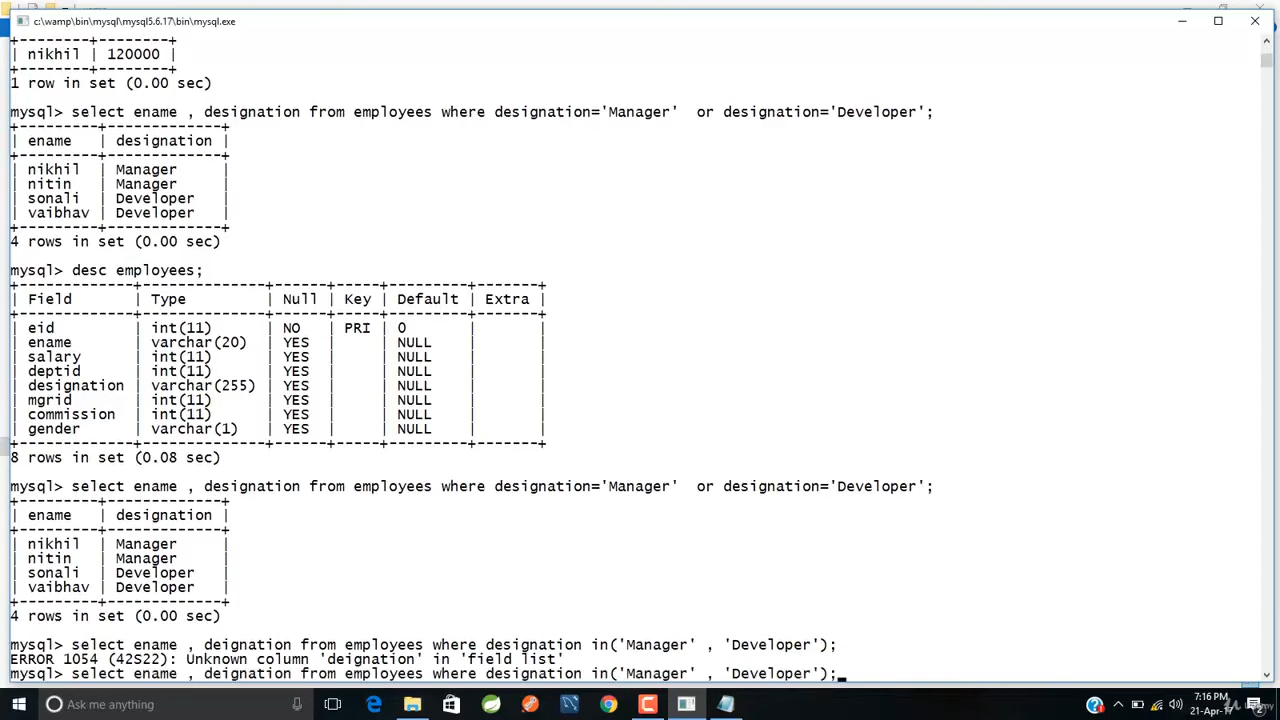 c:\wamp\bin\mysql\mysql5.6.17\bin\mysql.exe
+--------+--------+
| nikhil | 120000 |
+--------+--------+
1 row in set (0.00 sec)
mysql> select ename , designation from employees where designation='Manager'  or designation='Developer';
+---------+-------------+
| ename   | designation |
+---------+-------------+
| nikhil  | Manager     |
| nitin   | Manager     |
| sonali  | Developer   |
| vaibhav | Developer   |
+---------+-------------+
4 rows in set (0.00 sec)
mysql> desc employees;
+-------------+--------------+------+-----+---------+-------+
| Field       | Type         | Null | Key | Default | Extra |
+-------------+--------------+------+-----+---------+-------+
| eid         | int(11)      | NO   | PRI | 0       |       |
| ename       | varchar(20)  | YES  |     | NULL    |       |
| salary      | int(11)      | YES  |     | NULL    |       |
| deptid      | int(11)      | YES  |     | NULL    |       |
| designation | varchar(255) | YES  |     | NULL    |       |
| mgrid       | int(11)      | YES  |     | NULL    |       |
| commission  | int(11)      | YES  |     | NULL    |       |
| gender      | varchar(1)   | YES  |     | NULL    |       |
+-------------+--------------+------+-----+---------+-------+
8 rows in set (0.08 sec)
mysql> select ename , designation from employees where designation='Manager'  or designation='Developer';
+---------+-------------+
| ename   | designation |
+---------+-------------+
| nikhil  | Manager     |
| nitin   | Manager     |
| sonali  | Developer   |
| vaibhav | Developer   |
+---------+-------------+
4 rows in set (0.00 sec)
mysql> select ename , deignation from employees where designation in('Manager' , 'Developer');
ERROR 1054 (42S22): Unknown column 'deignation' in 'field list'
mysql> select ename , deignation from employees where designation in('Manager' , 'Developer');
Ask me anything
7:16 PM
21-Apr-17